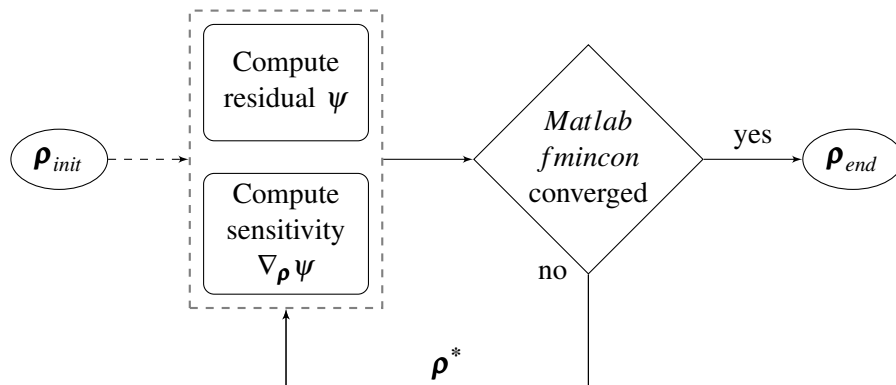 Compute
residual ψ
ρ_init
Compute
sensitivity
∇_ρ ψ
Matlab
fmincon
converged
yes
ρ_end
no
ρ*